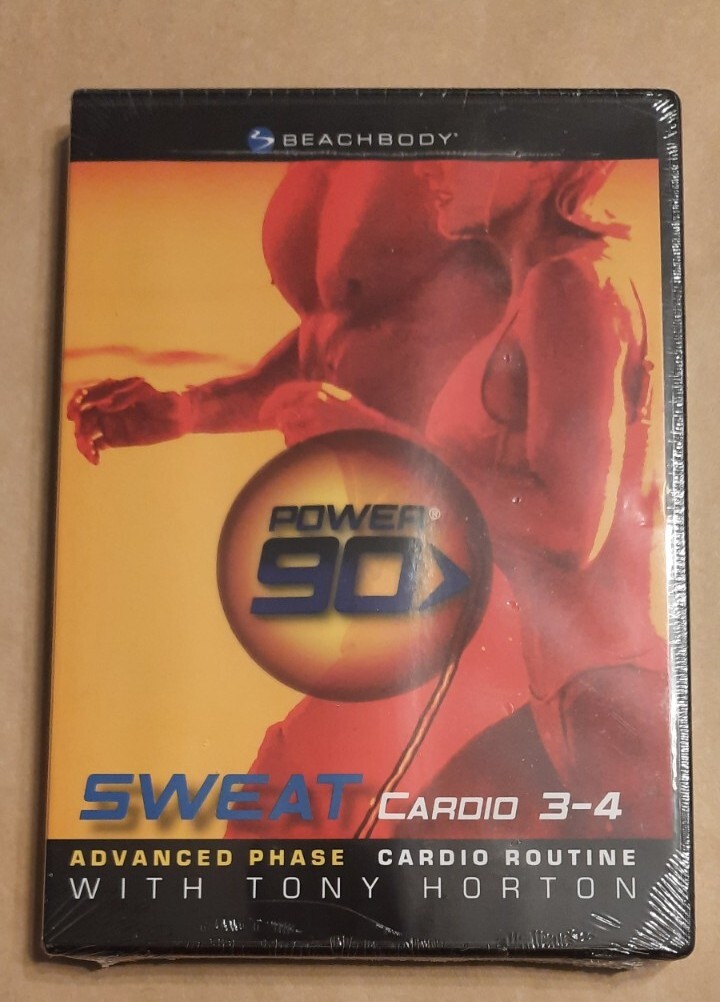 BEACHBODY®
POWER®
90>
SWEAT CARDIO 3-4
ADVANCED PHASE CARDIO ROUTINE
WITH TONY HORTON